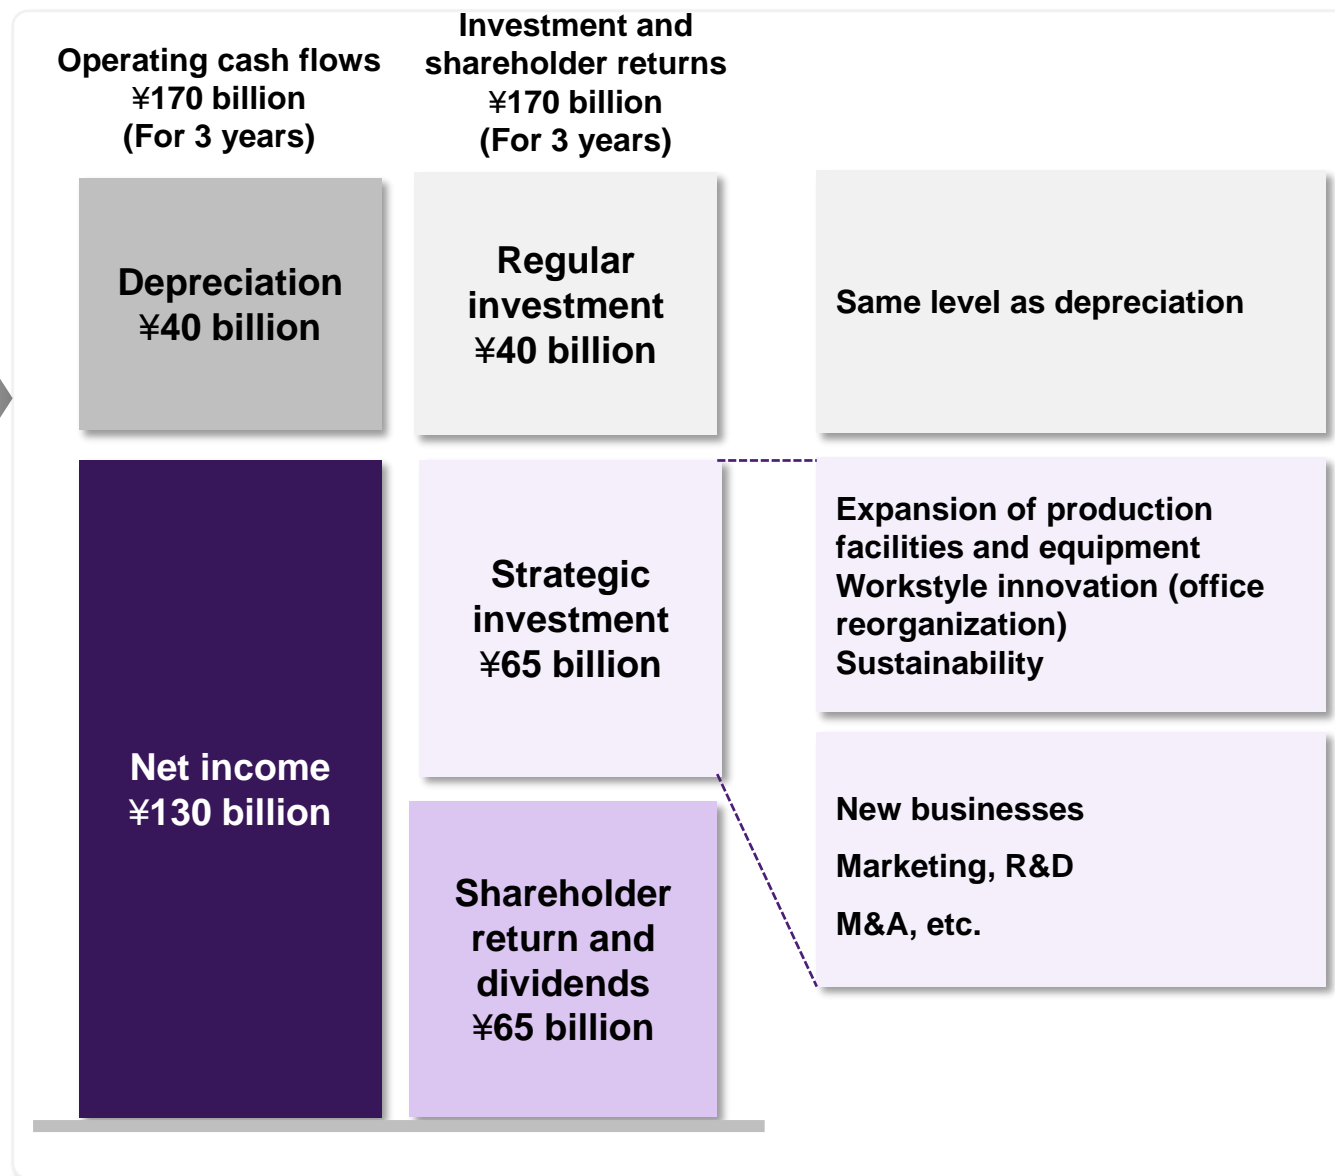 Operating cash flows
¥170 billion
(For 3 years)
Investment and
shareholder returns
¥170 billion
(For 3 years)
Depreciation
¥40 billion
Regular
investment
¥40 billion
Same level as depreciation
Net income
¥130 billion
Strategic
investment
¥65 billion
Expansion of production
facilities and equipment
Workstyle innovation (office
reorganization)
Sustainability
New businesses
Marketing, R&D
M&A, etc.
Shareholder
return and
dividends
¥65 billion